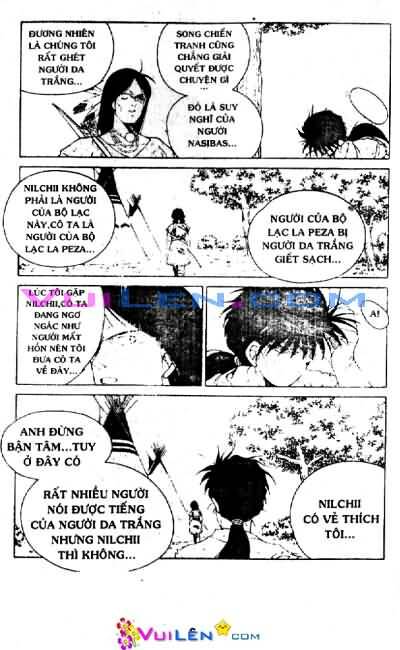 ĐƯƠNG NHIÊN
LÀ CHÚNG TÔI
RẤT GHÉT
NGƯỜI DA
TRẮNG...
SONG CHIẾN
TRANH CŨNG
CHẲNG GIẢI
QUYẾT ĐƯỢC
CHUYỆN GÌ
...
ĐÓ LÀ SUY
NGHĨ CỦA
NGƯỜI
NASIBAS...
NILCHII KHÔNG
PHẢI LÀ NGƯỜI
CỦA BỘ LẠC
NÀY,CÔ TA LÀ
NGƯỜI CỦA BỘ
LẠC LA PEZA...
NGƯỜI CỦA BỘ
LẠC LA PEZA BỊ
NGƯỜI DA TRẮNG
GIẾT SẠCH...
VUILÊN.COM
LÚC TÔI GẶP
NILCHII,CÔ TA
ĐANG NGƠ
NGÁC NHƯ
NGƯỜI MẤT
HỒN NÊN TÔI
ĐƯA CÔ TA
VỀ ĐÂY...
A!
ANH ĐỪNG
BẬN TÂM...TUY
Ở ĐÂY CÓ
RẤT NHIỀU NGƯỜI
NÓI ĐƯỢC TIẾNG
CỦA NGƯỜI DA TRẮNG
NHƯNG NILCHII
THÌ KHÔNG...
NILCHII
CÓ VẺ THÍCH
TÔI...
VUILÊN.COM